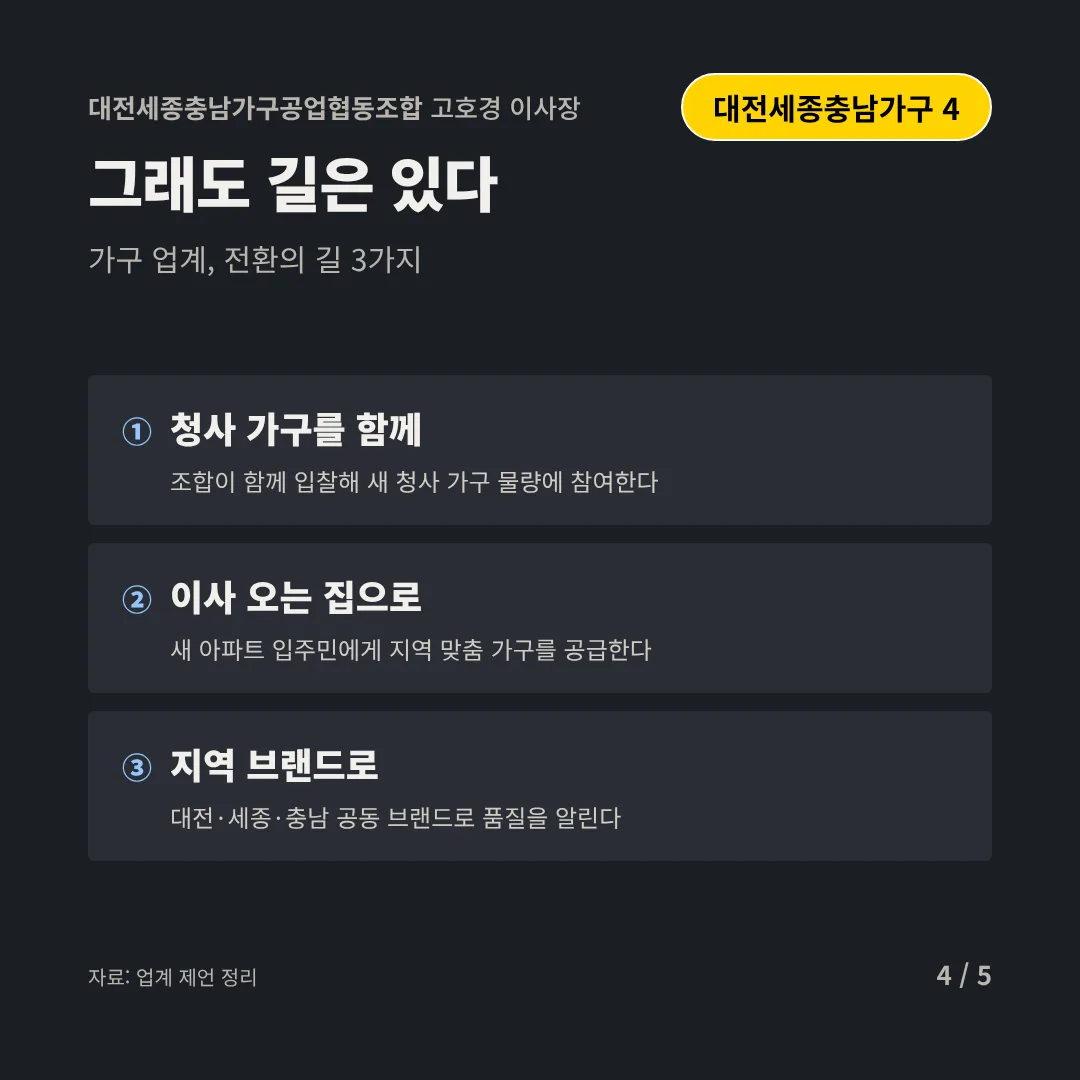 대전세종충남가구공업협동조합 고호경 이사장
대전세종충남가구 4
그래도 길은 있다
가구 업계, 전환의 길 3가지
① 청사 가구를 함께
조합이 함께 입찰해 새 청사 가구 물량에 참여한다
② 이사 오는 집으로
새 아파트 입주민에게 지역 맞춤 가구를 공급한다
③ 지역 브랜드로
대전·세종·충남 공동 브랜드로 품질을 알린다
자료: 업계 제언 정리
4 / 5